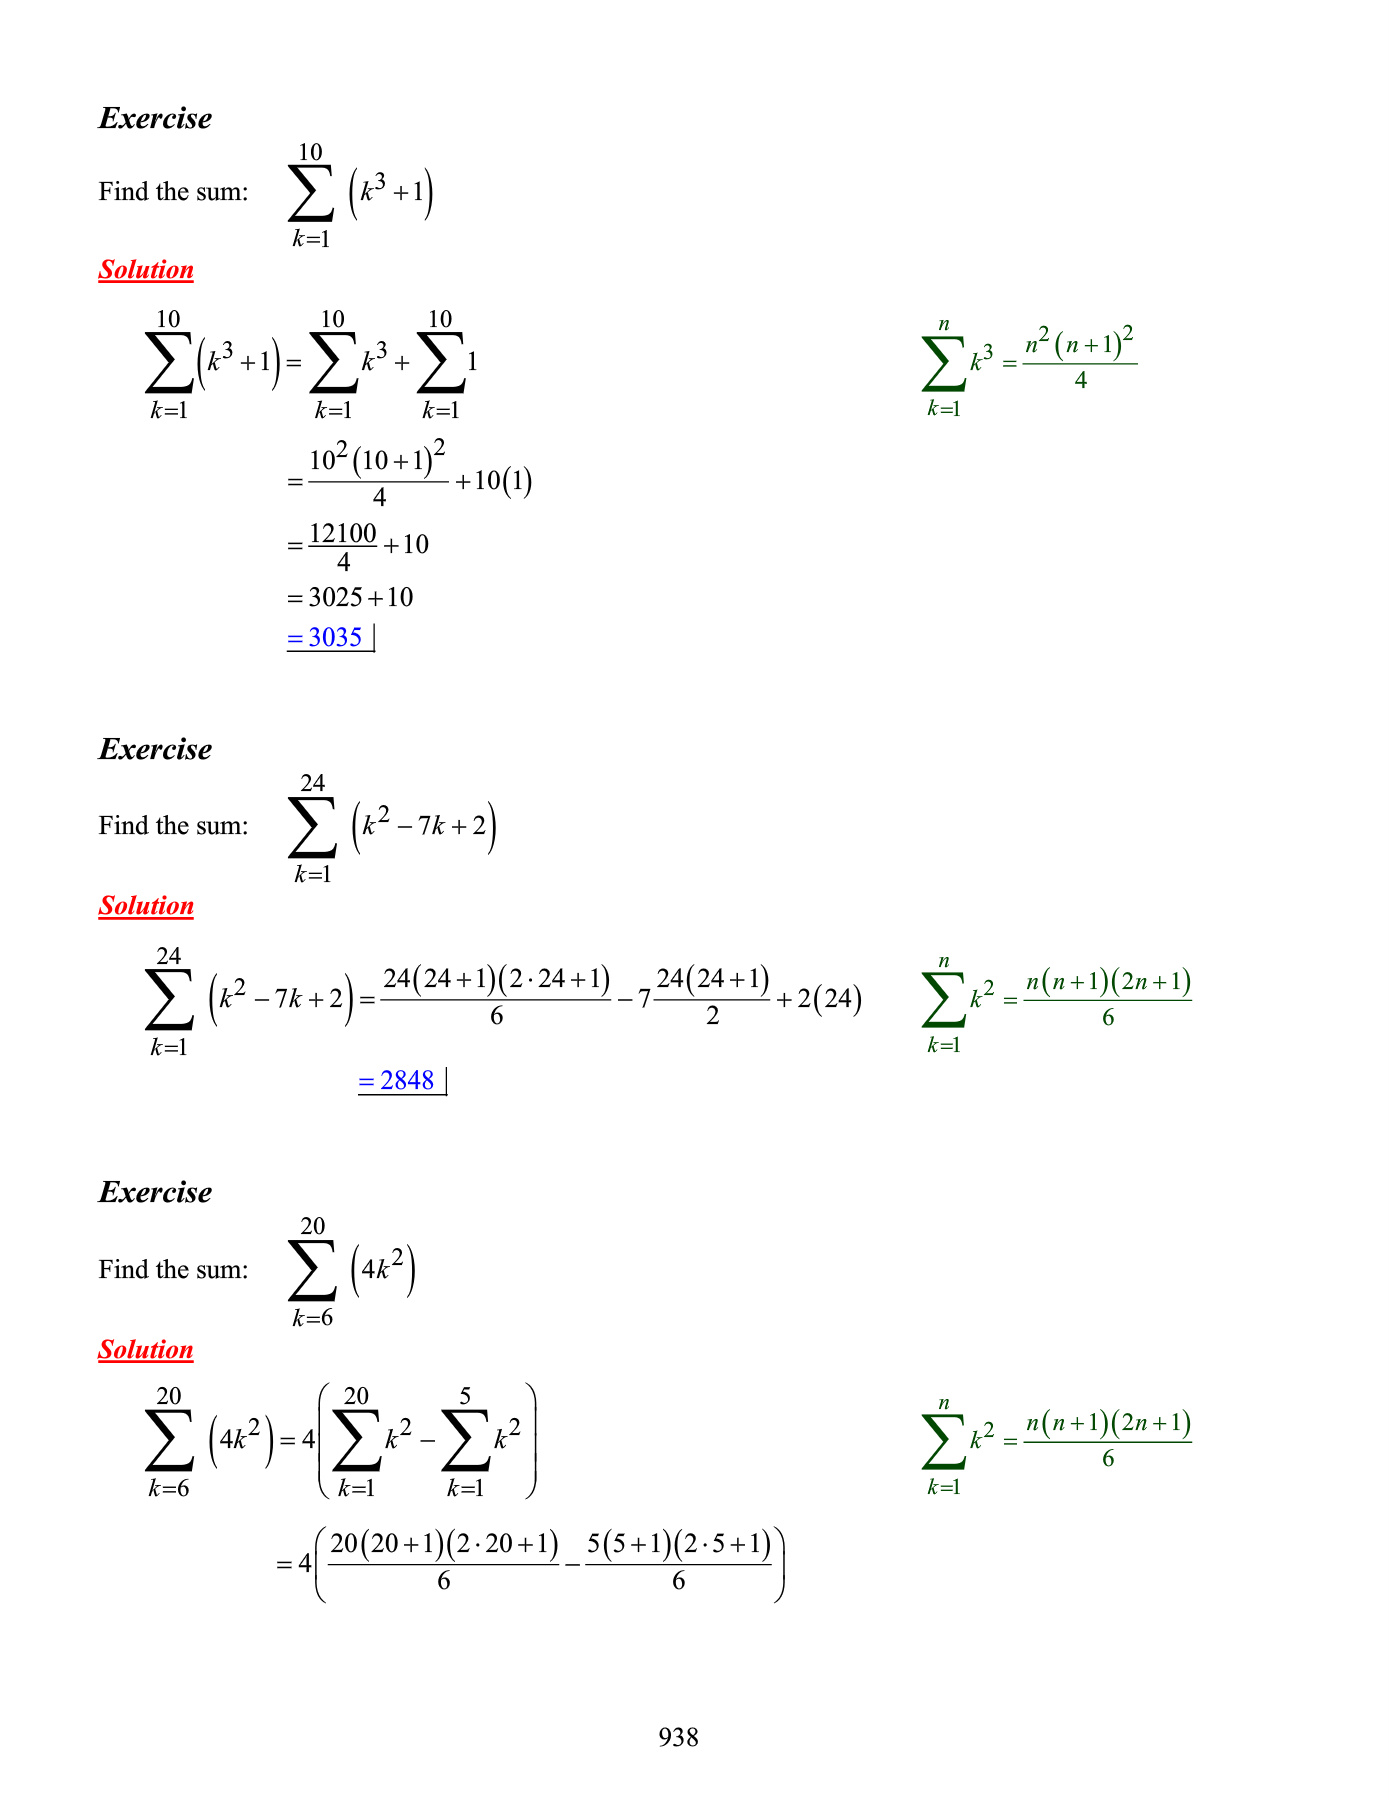 Exercise
Find the sum: $\sum_{k=1}^{10} \left(k^3+1\right)$
Solution
$\sum_{k=1}^{10}\left(k^3+1\right) = \sum_{k=1}^{10} k^3 + \sum_{k=1}^{10} 1$ $\sum_{k=1}^{n} k^3 = \frac{n^2(n+1)^2}{4}$
$= \frac{10^2(10+1)^2}{4} + 10(1)$
$= \frac{12100}{4} + 10$
$= 3025 + 10$
$= 3035$ |
Exercise
Find the sum: $\sum_{k=1}^{24} \left(k^2 - 7k + 2\right)$
Solution
$\sum_{k=1}^{24} \left(k^2 - 7k + 2\right) = \frac{24(24+1)(2\cdot 24+1)}{6} - 7\frac{24(24+1)}{2} + 2(24)$ $\sum_{k=1}^{n} k^2 = \frac{n(n+1)(2n+1)}{6}$
$= 2848$ |
Exercise
Find the sum: $\sum_{k=6}^{20} \left(4k^2\right)$
Solution
$\sum_{k=6}^{20} \left(4k^2\right) = 4\left(\sum_{k=1}^{20} k^2 - \sum_{k=1}^{5} k^2\right)$ $\sum_{k=1}^{n} k^2 = \frac{n(n+1)(2n+1)}{6}$
$= 4\left(\frac{20(20+1)(2\cdot 20+1)}{6} - \frac{5(5+1)(2\cdot 5+1)}{6}\right)$
938